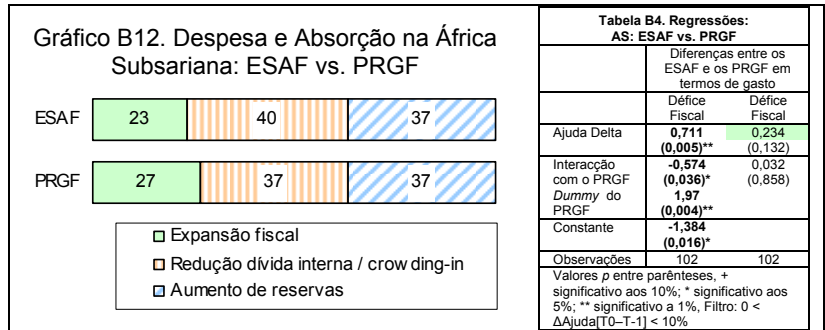 Gráfico B12. Despesa e Absorção na África
Subsariana: ESAF vs. PRGF
ESAF 23 40 37
PRGF 27 37 37
Expansão fiscal
Redução dívida interna / crow ding-in
Aumento de reservas
Tabela B4. Regressões:
AS: ESAF vs. PRGF
Diferenças entre os
ESAF e os PRGF em
termos de gasto
Défice Défice
Fiscal Fiscal
Ajuda Delta 0,711 0,234
(0,005)** (0,132)
Interacção -0,574 0,032
com o PRGF (0,036)* (0,858)
Dummy do 1,97
PRGF (0,004)**
Constante -1,384
(0,016)*
Observações 102 102
Valores p entre parênteses, +
significativo aos 10%; * significativo aos
5%; ** significativo a 1%, Filtro: 0 <
ΔAjuda[T0–T-1] < 10%